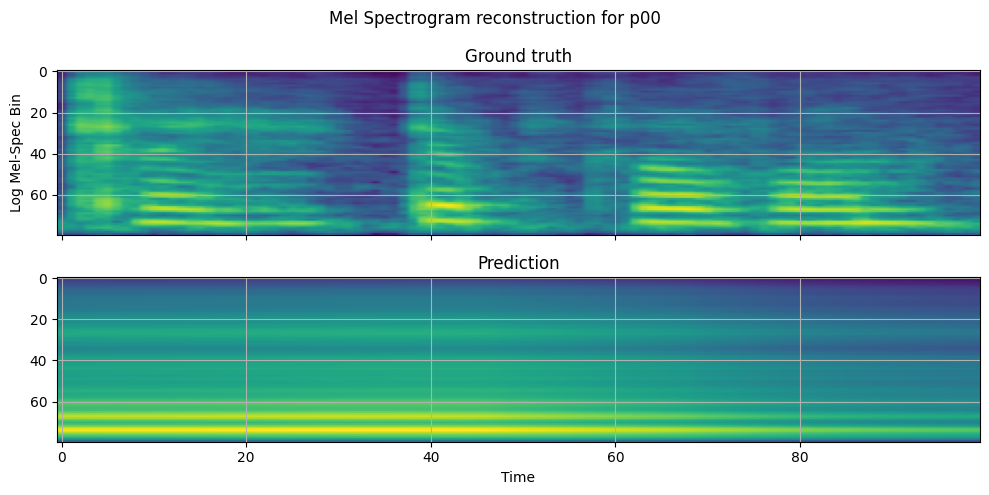 Mel Spectrogram reconstruction for p00
Ground truth
Log Mel-Spec Bin
0
20
40
60
Prediction
0
20
40
60
0 20 40 60 80
Time